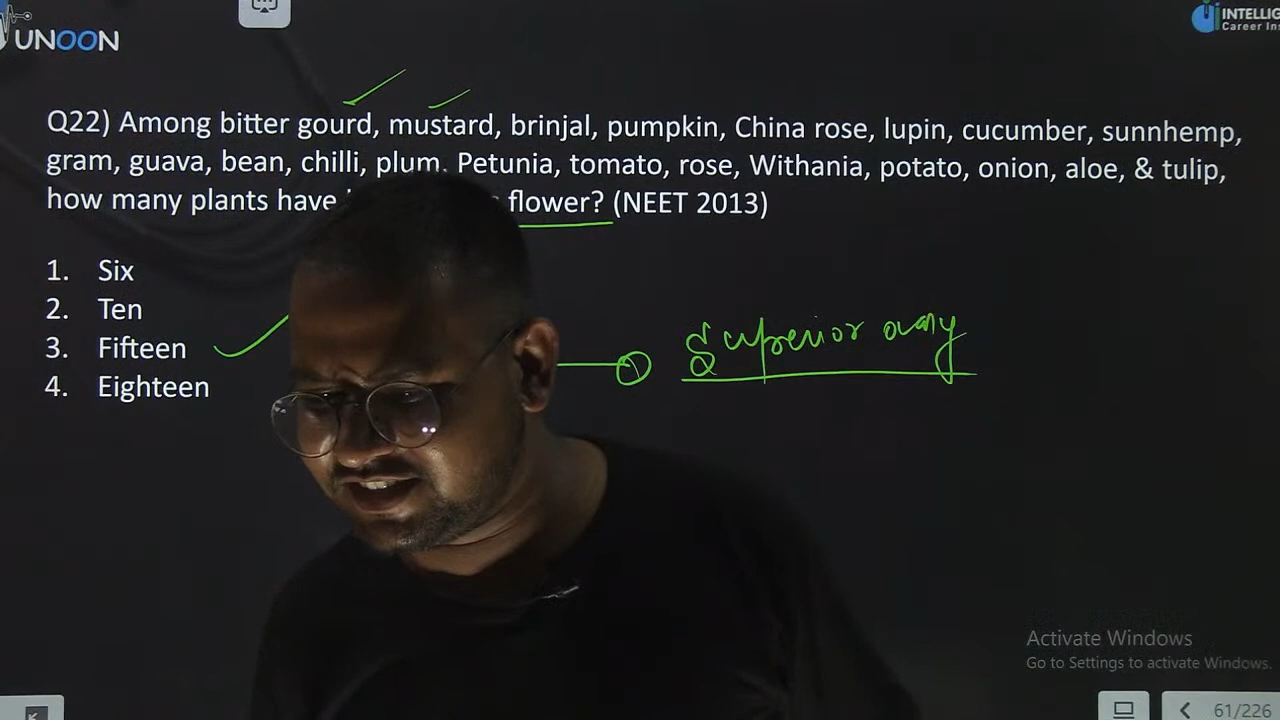 UNOON
INTELLIG
Career Ins
Q22) Among bitter gourd, mustard, brinjal, pumpkin, China rose, lupin, cucumber, sunnhemp,
gram, guava, bean, chilli, plum, Petunia, tomato, rose, Withania, potato, onion, aloe, & tulip,
how many plants have flower? (NEET 2013)
1. Six
2. Ten
3. Fifteen
4. Eighteen
1 Superior ovary
Activate Windows
Go to Settings to activate Windows.
61/226